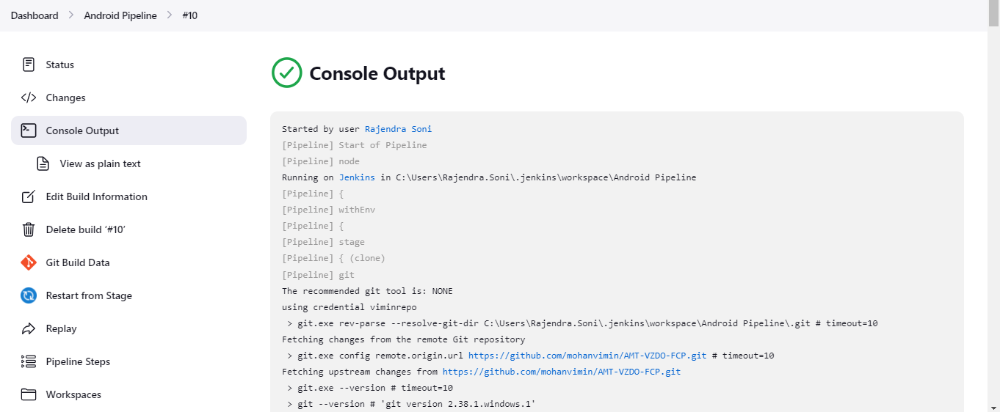 Dashboard > Android Pipeline > #10
Status
Changes
Console Output
View as plain text
Edit Build Information
Delete build ‘#10’
Git Build Data
Restart from Stage
Replay
Pipeline Steps
Workspaces
Console Output
Started by user Rajendra Soni
[Pipeline] Start of Pipeline
[Pipeline] node
Running on Jenkins in C:\Users\Rajendra.Soni\.jenkins\workspace\Android Pipeline
[Pipeline] {
[Pipeline] withEnv
[Pipeline] {
[Pipeline] stage
[Pipeline] { (clone)
[Pipeline] git
The recommended git tool is: NONE
using credential viminrepo
> git.exe rev-parse --resolve-git-dir C:\Users\Rajendra.Soni\.jenkins\workspace\Android Pipeline\.git # timeout=10
Fetching changes from the remote Git repository
> git.exe config remote.origin.url https://github.com/mohanvimin/AMT-VZDO-FCP.git # timeout=10
Fetching upstream changes from https://github.com/mohanvimin/AMT-VZDO-FCP.git
> git.exe --version # timeout=10
> git --version # 'git version 2.38.1.windows.1'